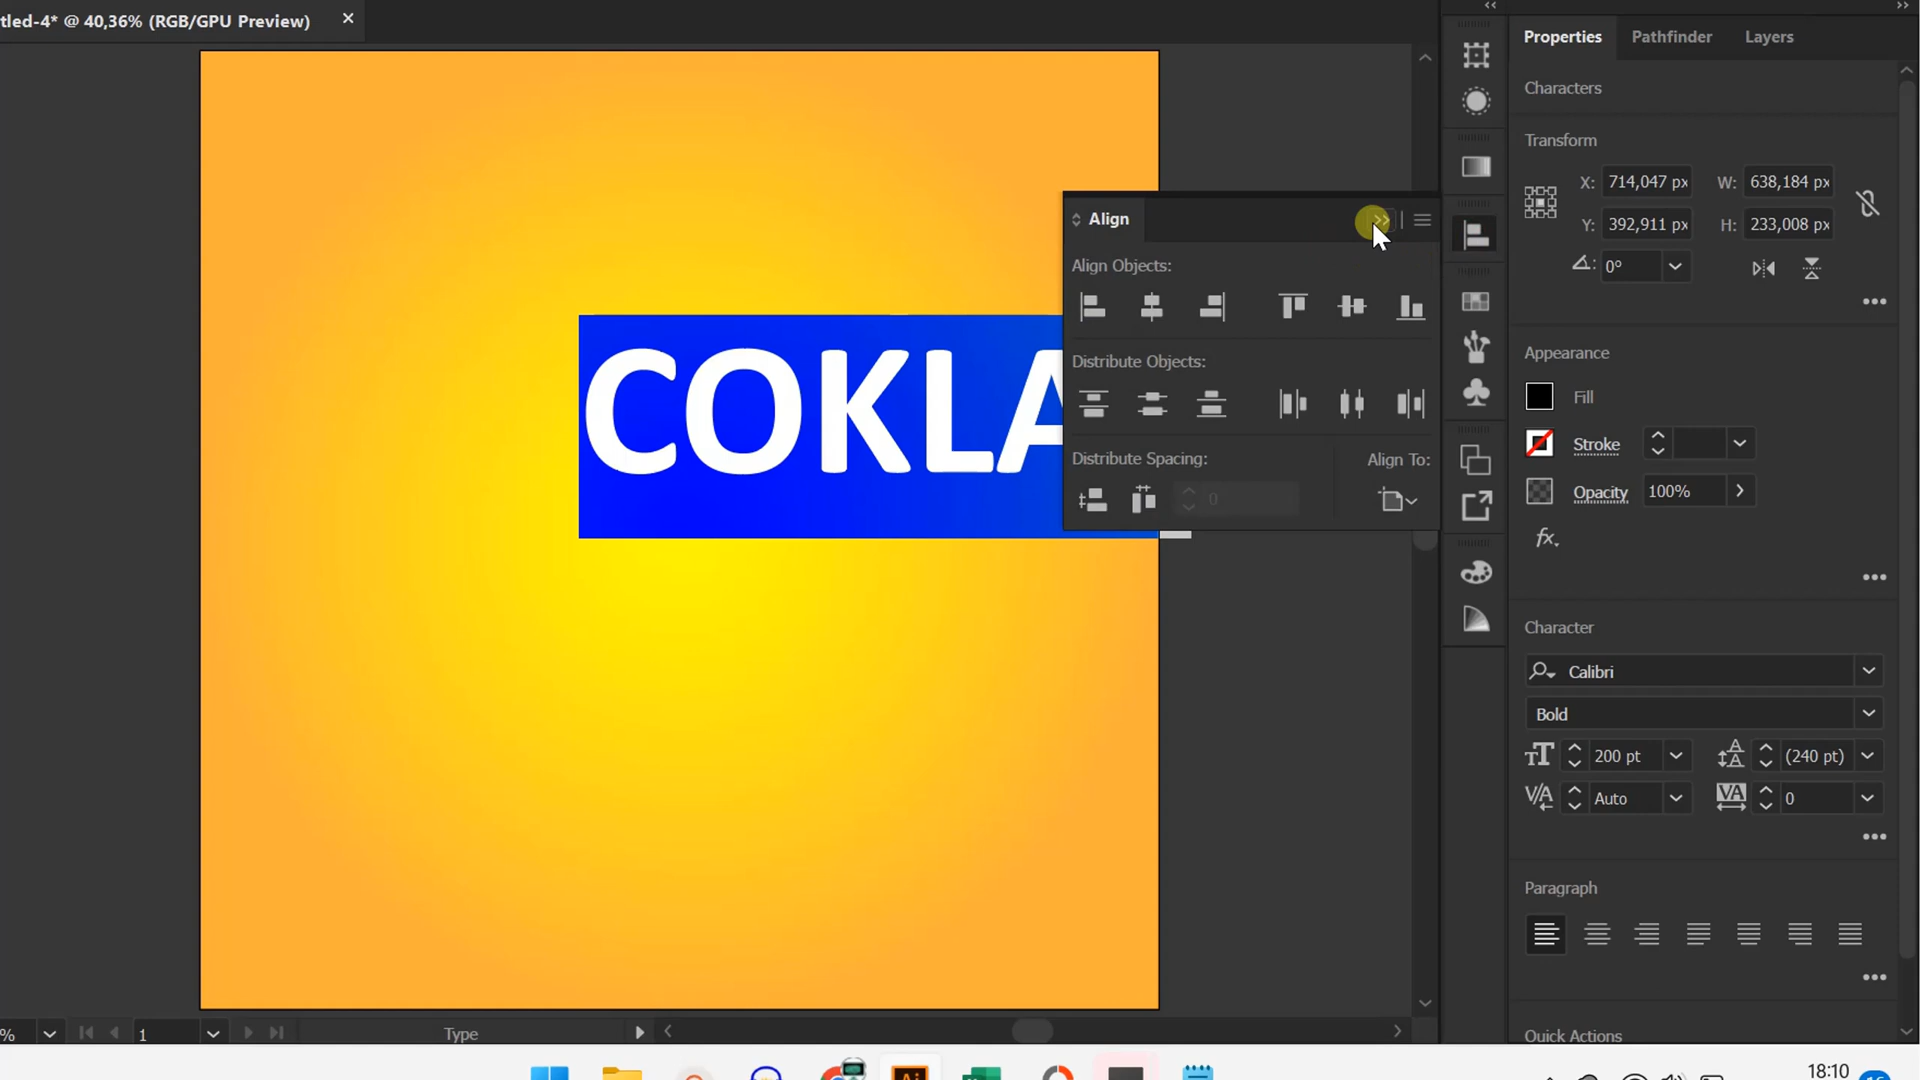 tled-4* @ 40,36% (RGB/GPU Preview) ×
Properties Pathfinder Layers
Characters
Transform
X: 714,047 px W: 638,184 px
Y: 392,911 px H: 233,008 px
0°
Align
Align Objects:
Distribute Objects:
Distribute Spacing:
Align To:
0
COKLA
Appearance
Fill
Stroke
Opacity 100%
fx.
Character
Calibri
Bold
200 pt (240 pt)
Auto 0
Paragraph
Quick Actions
% 1 Type
Ai
18:10